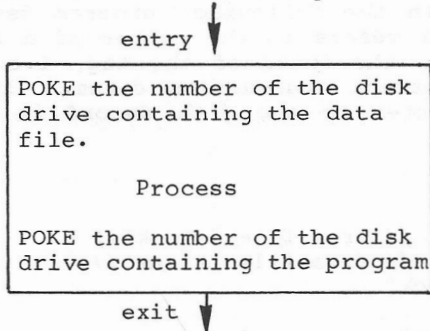 entry
POKE the number of the disk
drive containing the data
file.
Process
POKE the number of the disk
drive containing the program
exit